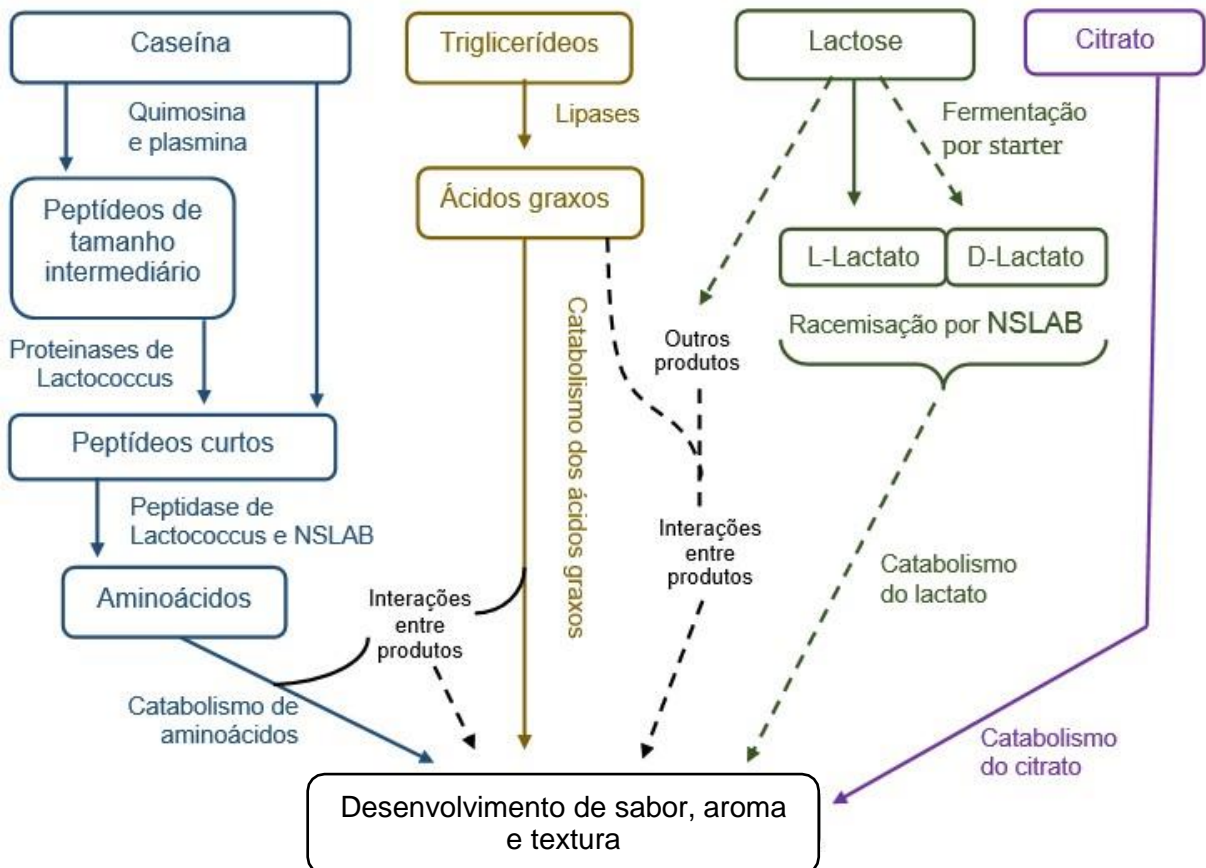 Caseína
Triglicerídeos
Lactose
Citrato
Quimosina
e plasmina
Lipases
Fermentação
por starter
Peptídeos de
tamanho
intermediário
Ácidos graxos
L-Lactato
D-Lactato
Racemisação por NSLAB
Outros
produtos
Proteinases de
Lactococcus
Catabolismo dos ácidos graxos
Peptídeos curtos
Peptidase de
Lactococcus e NSLAB
Interações
entre
produtos
Catabolismo
do lactato
Aminoácidos
Interações
entre
produtos
Catabolismo de
aminoácidos
Catabolismo
do citrato
Desenvolvimento de sabor, aroma
e textura